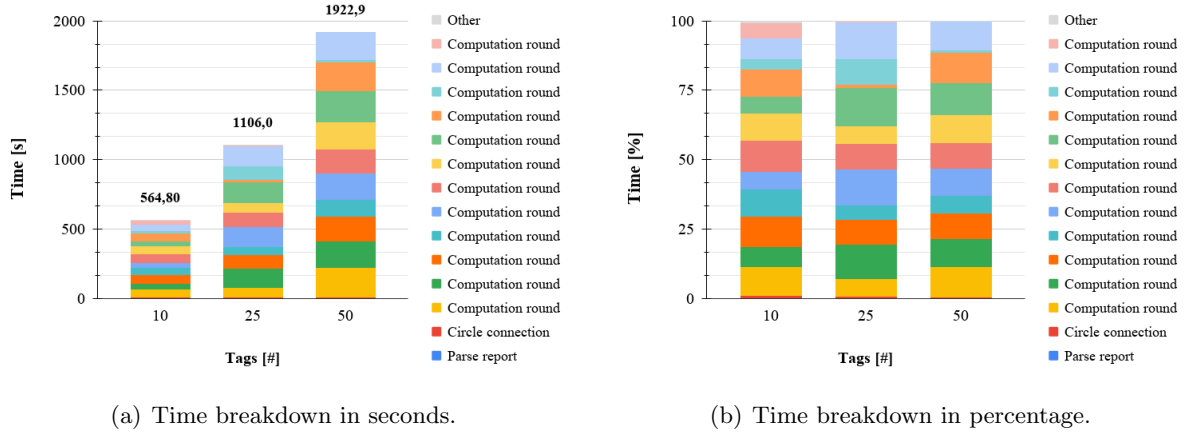 2000
1500
1000
500
0
Time [s]
564,80
1106,0
1922,9
10
25
50
Tags [#]
Other
Computation round
Computation round
Computation round
Computation round
Computation round
Computation round
Computation round
Computation round
Computation round
Computation round
Computation round
Computation round
Circle connection
Parse report
(a) Time breakdown in seconds.
100
75
50
25
0
Time [%]
10
25
50
Tags [#]
Other
Computation round
Computation round
Computation round
Computation round
Computation round
Computation round
Computation round
Computation round
Computation round
Computation round
Computation round
Computation round
Circle connection
Parse report
(b) Time breakdown in percentage.